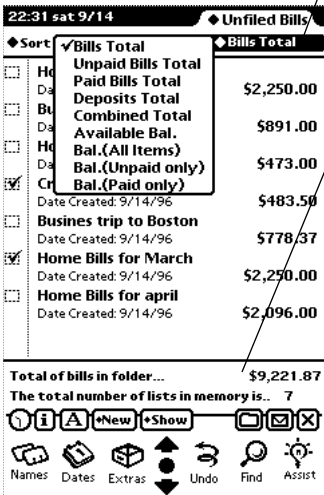 22:31 sat 9/14 ◆Unfiled Bills
◆Sort ◆Bills Total
✓Bills Total
Unpaid Bills Total
Paid Bills Total
Deposits Total
Combined Total
Available Bal.
Bal.(All Items)
Bal.(Unpaid only)
Bal.(Paid only)
$2,250.00
$891.00
$473.00
Date Created: 9/14/96 $483.50
Busines trip to Boston
Date Created: 9/14/96 $778.37
Home Bills for March
Date Created: 9/14/96 $2,250.00
Home Bills for april
Date Created: 9/14/96 $2,096.00
Total of bills in folder... $9,221.87
The total number of lists in memory is.. 7
i A ◆New ◆Show X
Names Dates Extras Undo Find Assist